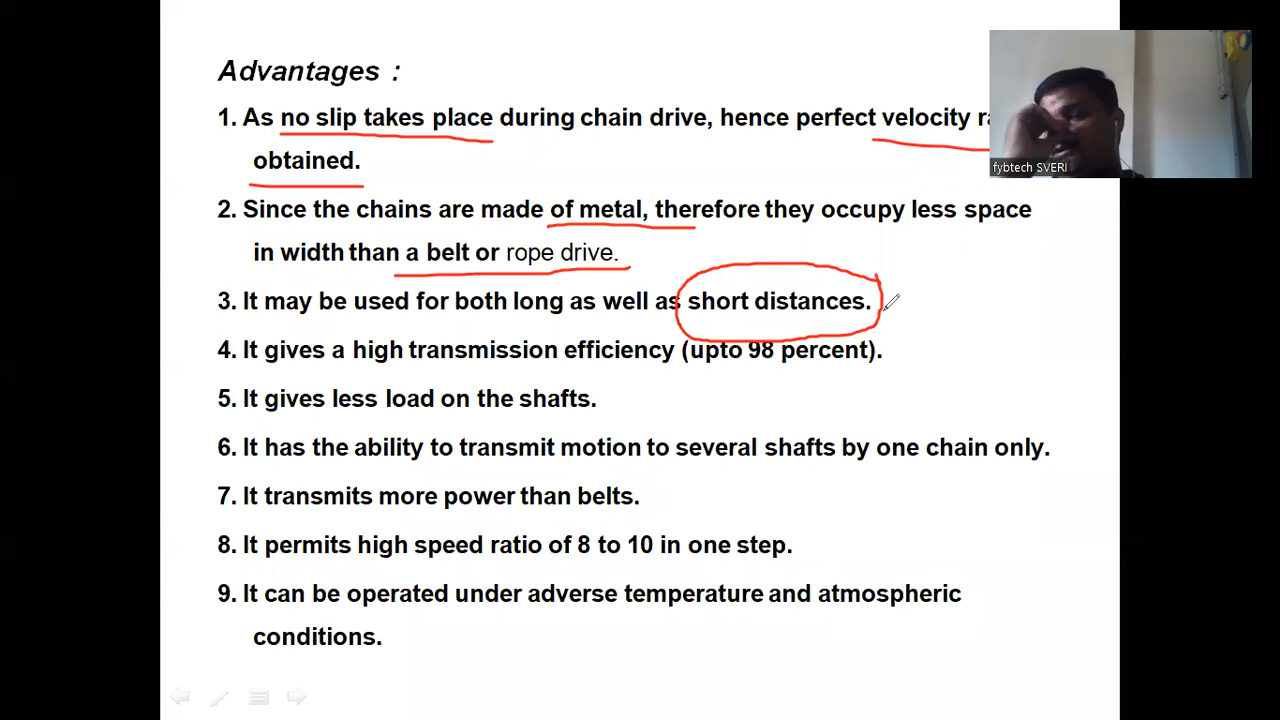 Advantages :
1. As no slip takes place during chain drive, hence perfect velocity
obtained.
2. Since the chains are made of metal, therefore they occupy less space
in width than a belt or rope drive.
3. It may be used for both long as well as short distances.
4. It gives a high transmission efficiency (upto 98 percent).
5. It gives less load on the shafts.
6. It has the ability to transmit motion to several shafts by one chain only.
7. It transmits more power than belts.
8. It permits high speed ratio of 8 to 10 in one step.
9. It can be operated under adverse temperature and atmospheric
conditions.
fybtech SVERI